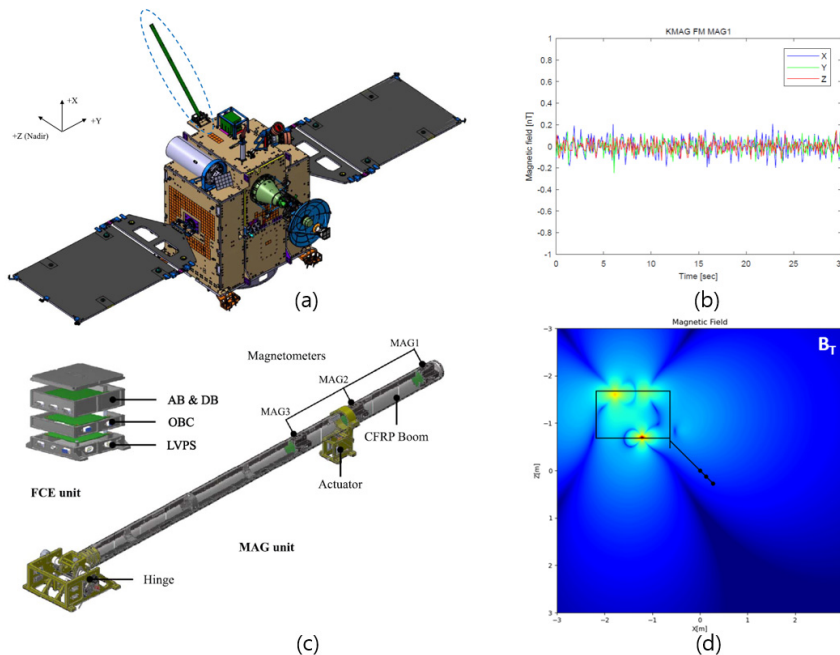 +X
+Z (Nadir)
+Y
(a)
KMAG FM MAG1
X
Y
Z
Magnetic field [nT]
1
0.8
0.6
0.4
0.2
0
-0.2
-0.4
-0.6
-0.8
-1
0
5
10
15
20
25
30
Time [sec]
(b)
AB & DB
OBC
LVPS
FCE unit
Magnetometers
MAG1
MAG2
MAG3
CFRP Boom
Actuator
MAG unit
Hinge
(c)
Magnetic Field
B_T
Z[m]
−3
−2
−1
0
1
2
3
−3
−2
−1
0
1
2
X[m]
(d)